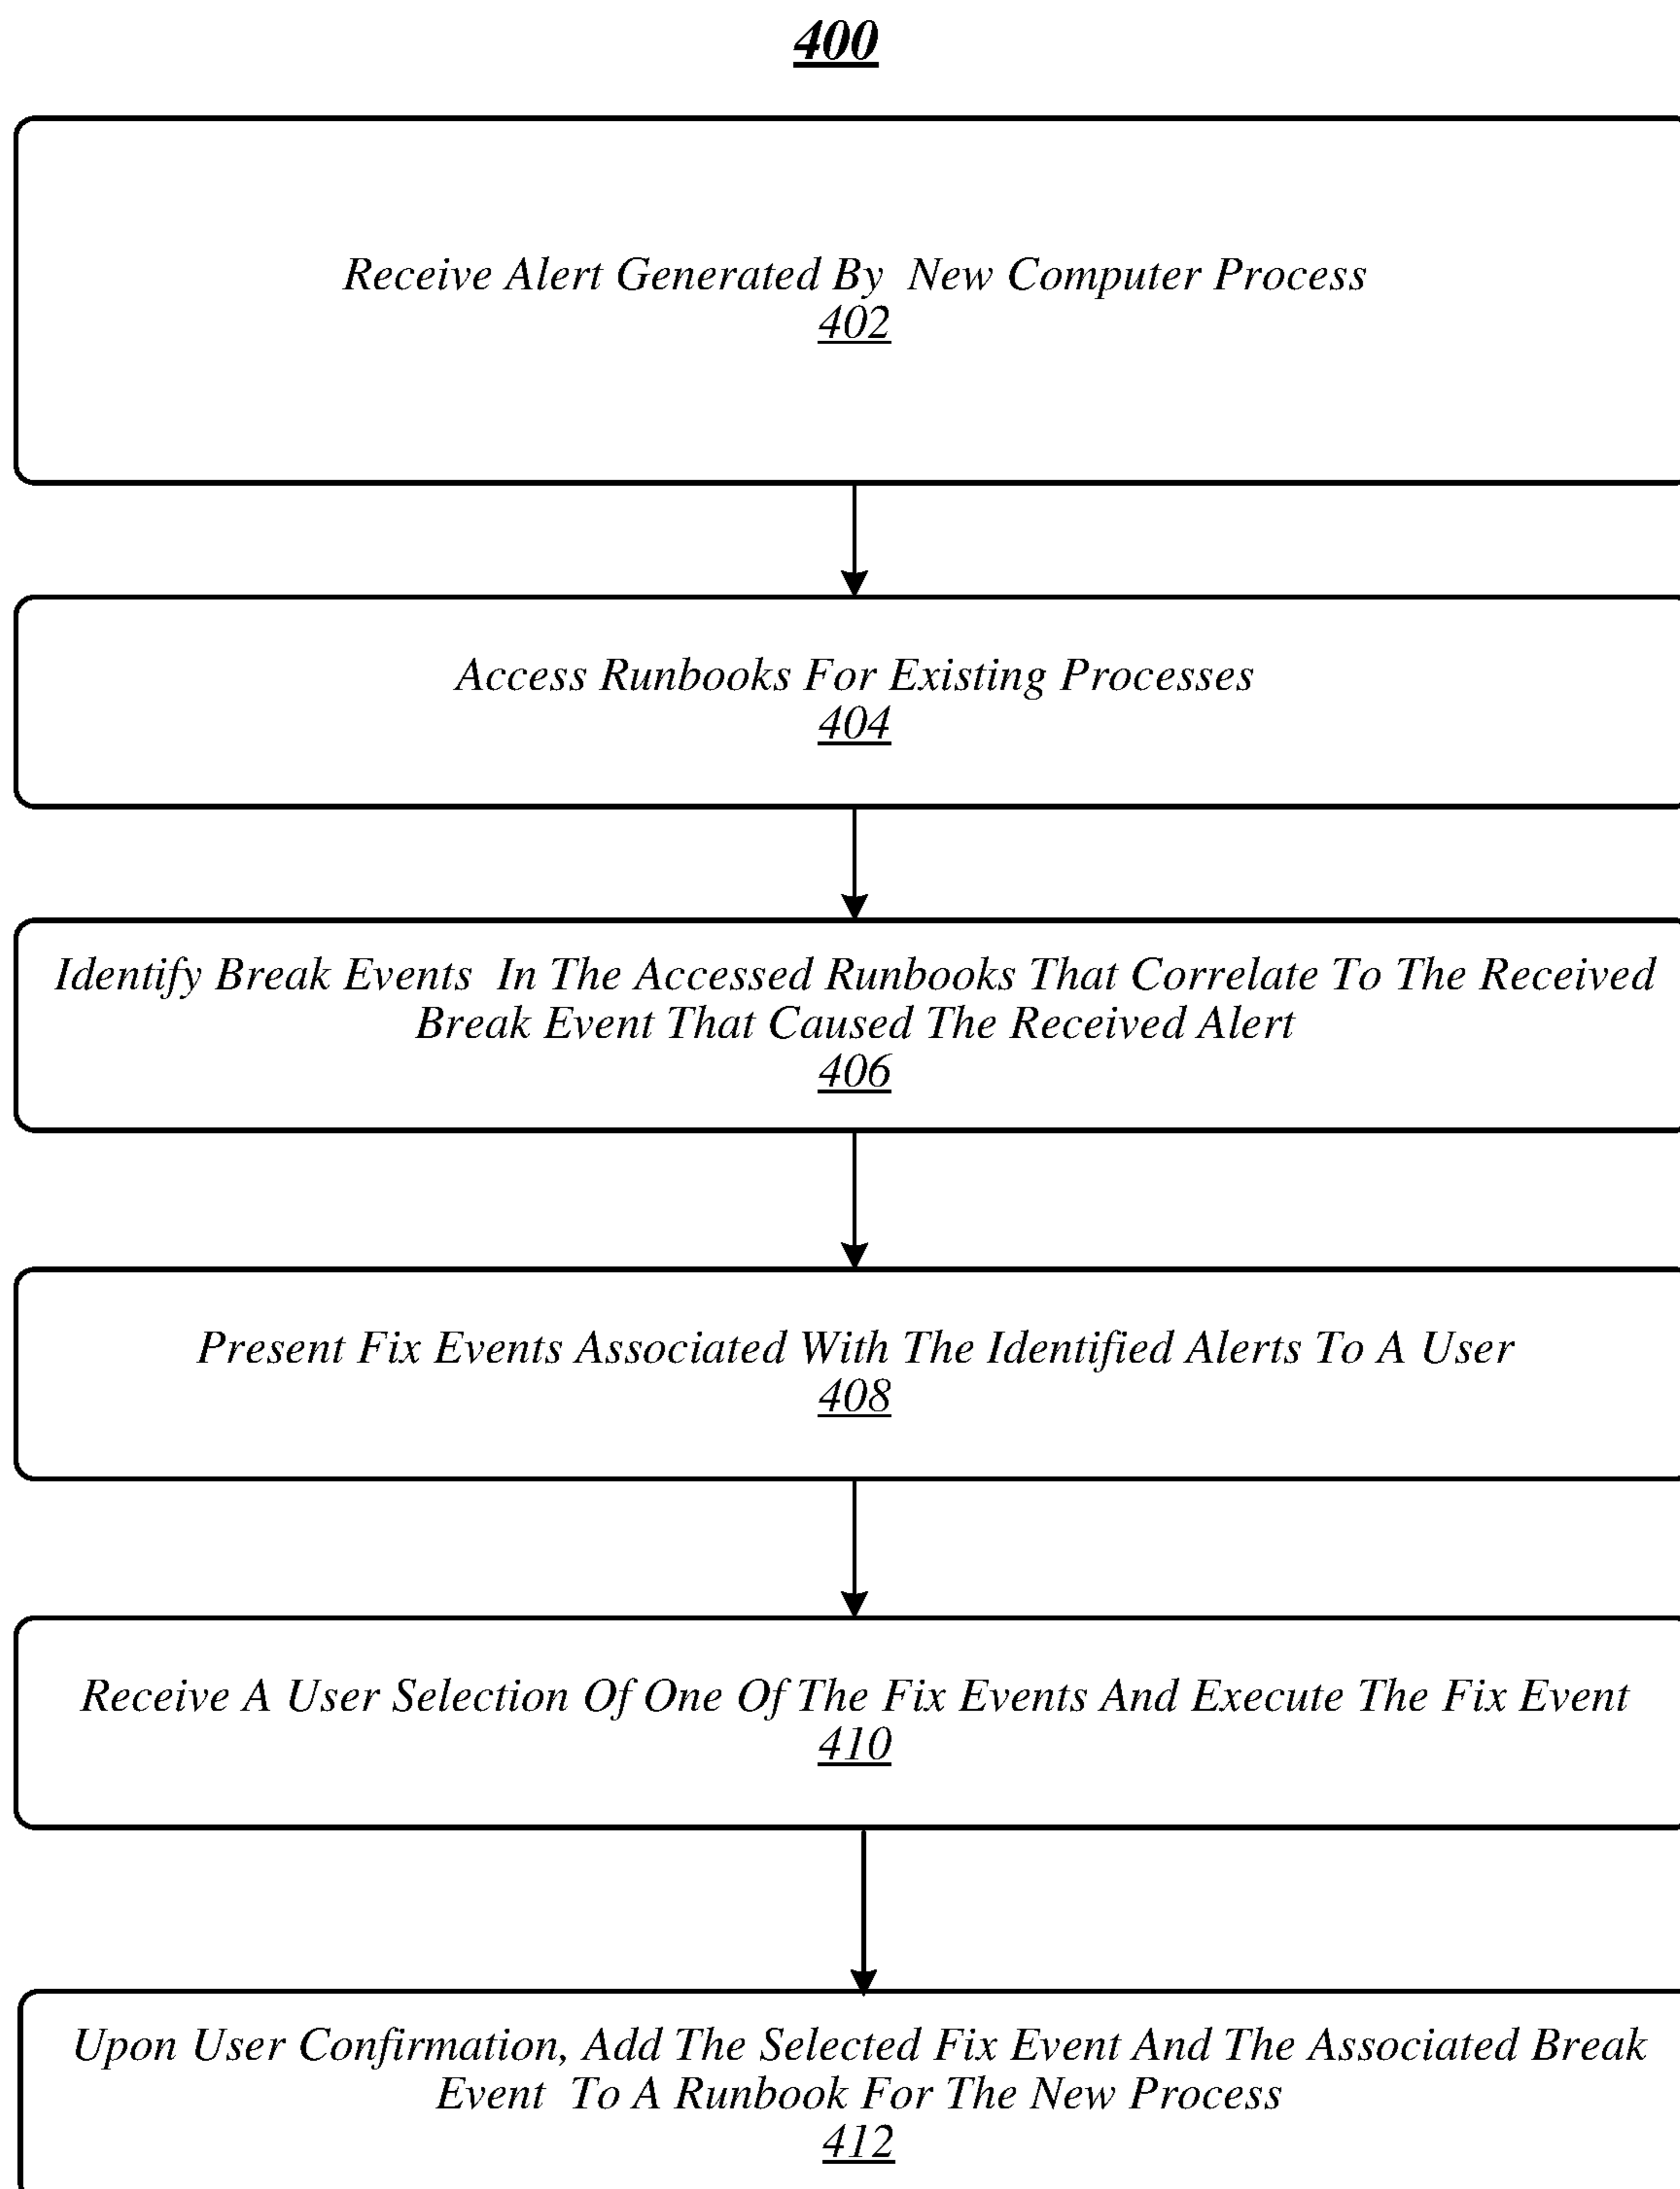 400
Receive Alert Generated By New Computer Process
402
Access Runbooks For Existing Processes
404
Identify Break Events In The Accessed Runbooks That Correlate To The Received
Break Event That Caused The Received Alert
406
Present Fix Events Associated With The Identified Alerts To A User
408
Receive A User Selection Of One Of The Fix Events And Execute The Fix Event
410
Upon User Confirmation, Add The Selected Fix Event And The Associated Break
Event To A Runbook For The New Process
412